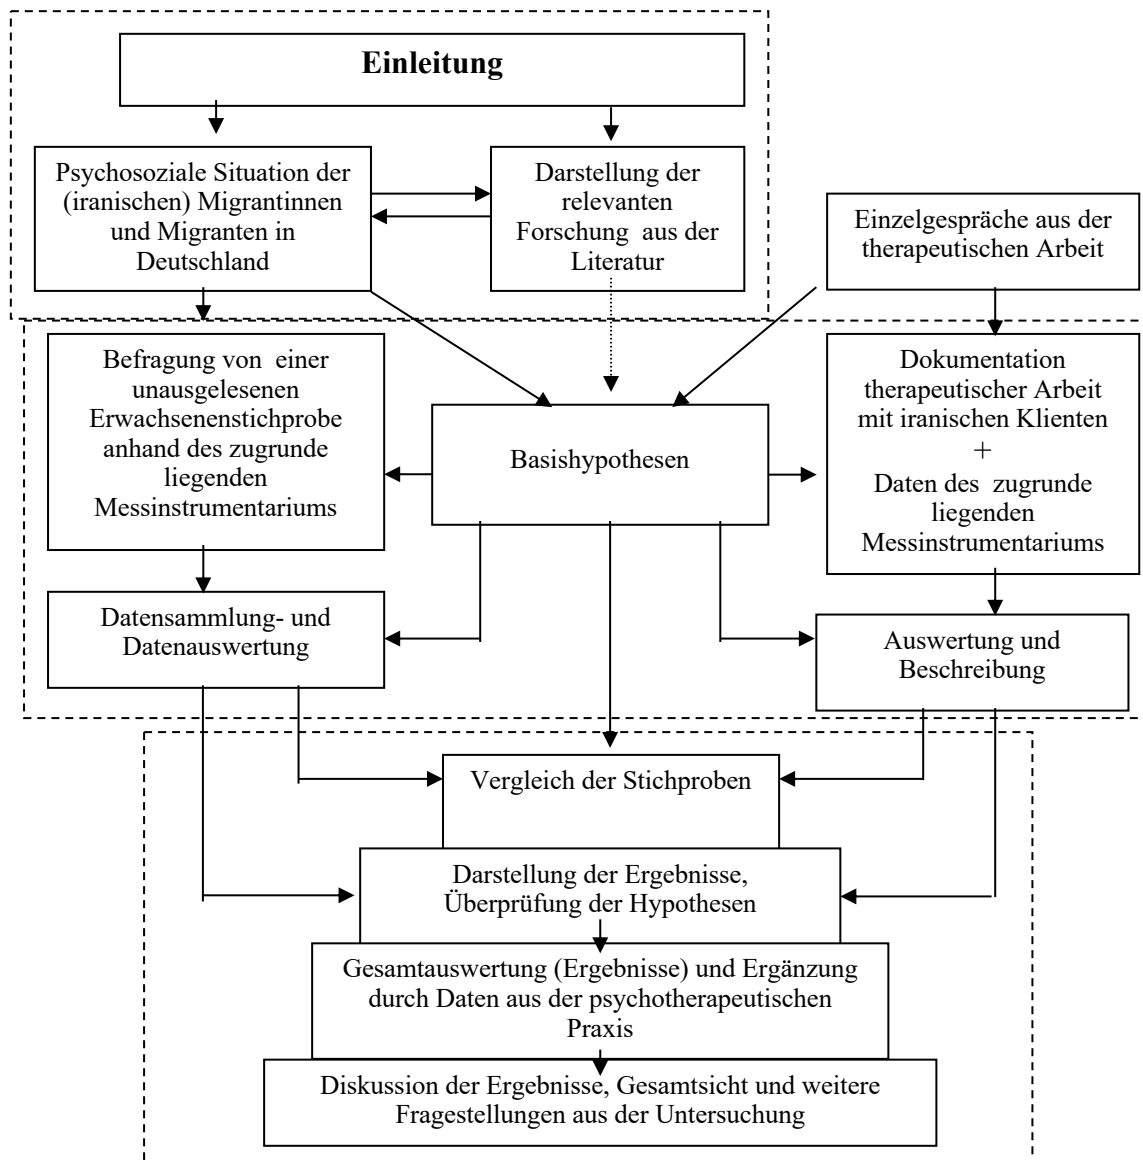 Einleitung
Psychosoziale Situation der
(iranischen) Migrantinnen
und Migranten in
Deutschland
Darstellung der
relevanten
Forschung aus der
Literatur
Einzelgespräche aus der
therapeutischen Arbeit
Befragung von einer
unausgelesenen
Erwachsenenstichprobe
anhand des zugrunde
liegenden
Messinstrumentariums
Basishypothesen
Dokumentation
therapeutischer Arbeit
mit iranischen Klienten
+
Daten des zugrunde
liegenden
Messinstrumentariums
Datensammlung- und
Datenauswertung
Auswertung und
Beschreibung
Vergleich der Stichproben
Darstellung der Ergebnisse,
Überprüfung der Hypothesen
Gesamtauswertung (Ergebnisse) und Ergänzung
durch Daten aus der psychotherapeutischen
Praxis
Diskussion der Ergebnisse, Gesamtsicht und weitere
Fragestellungen aus der Untersuchung